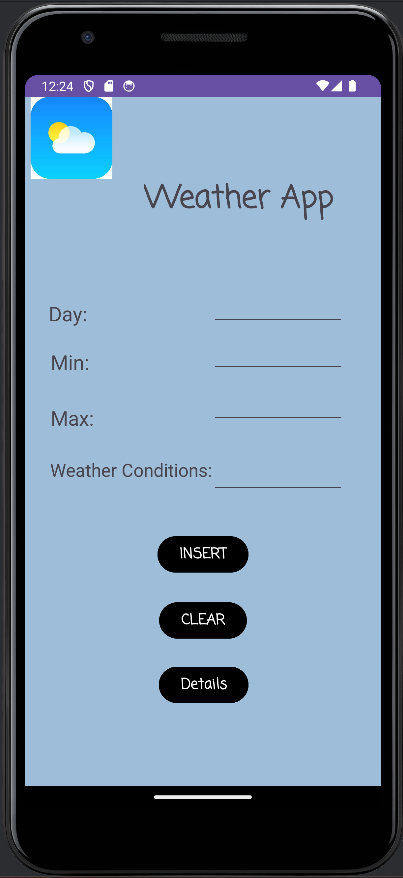 12:24
Weather App
Day:
Min:
Max:
Weather Conditions:
INSERT
CLEAR
Details